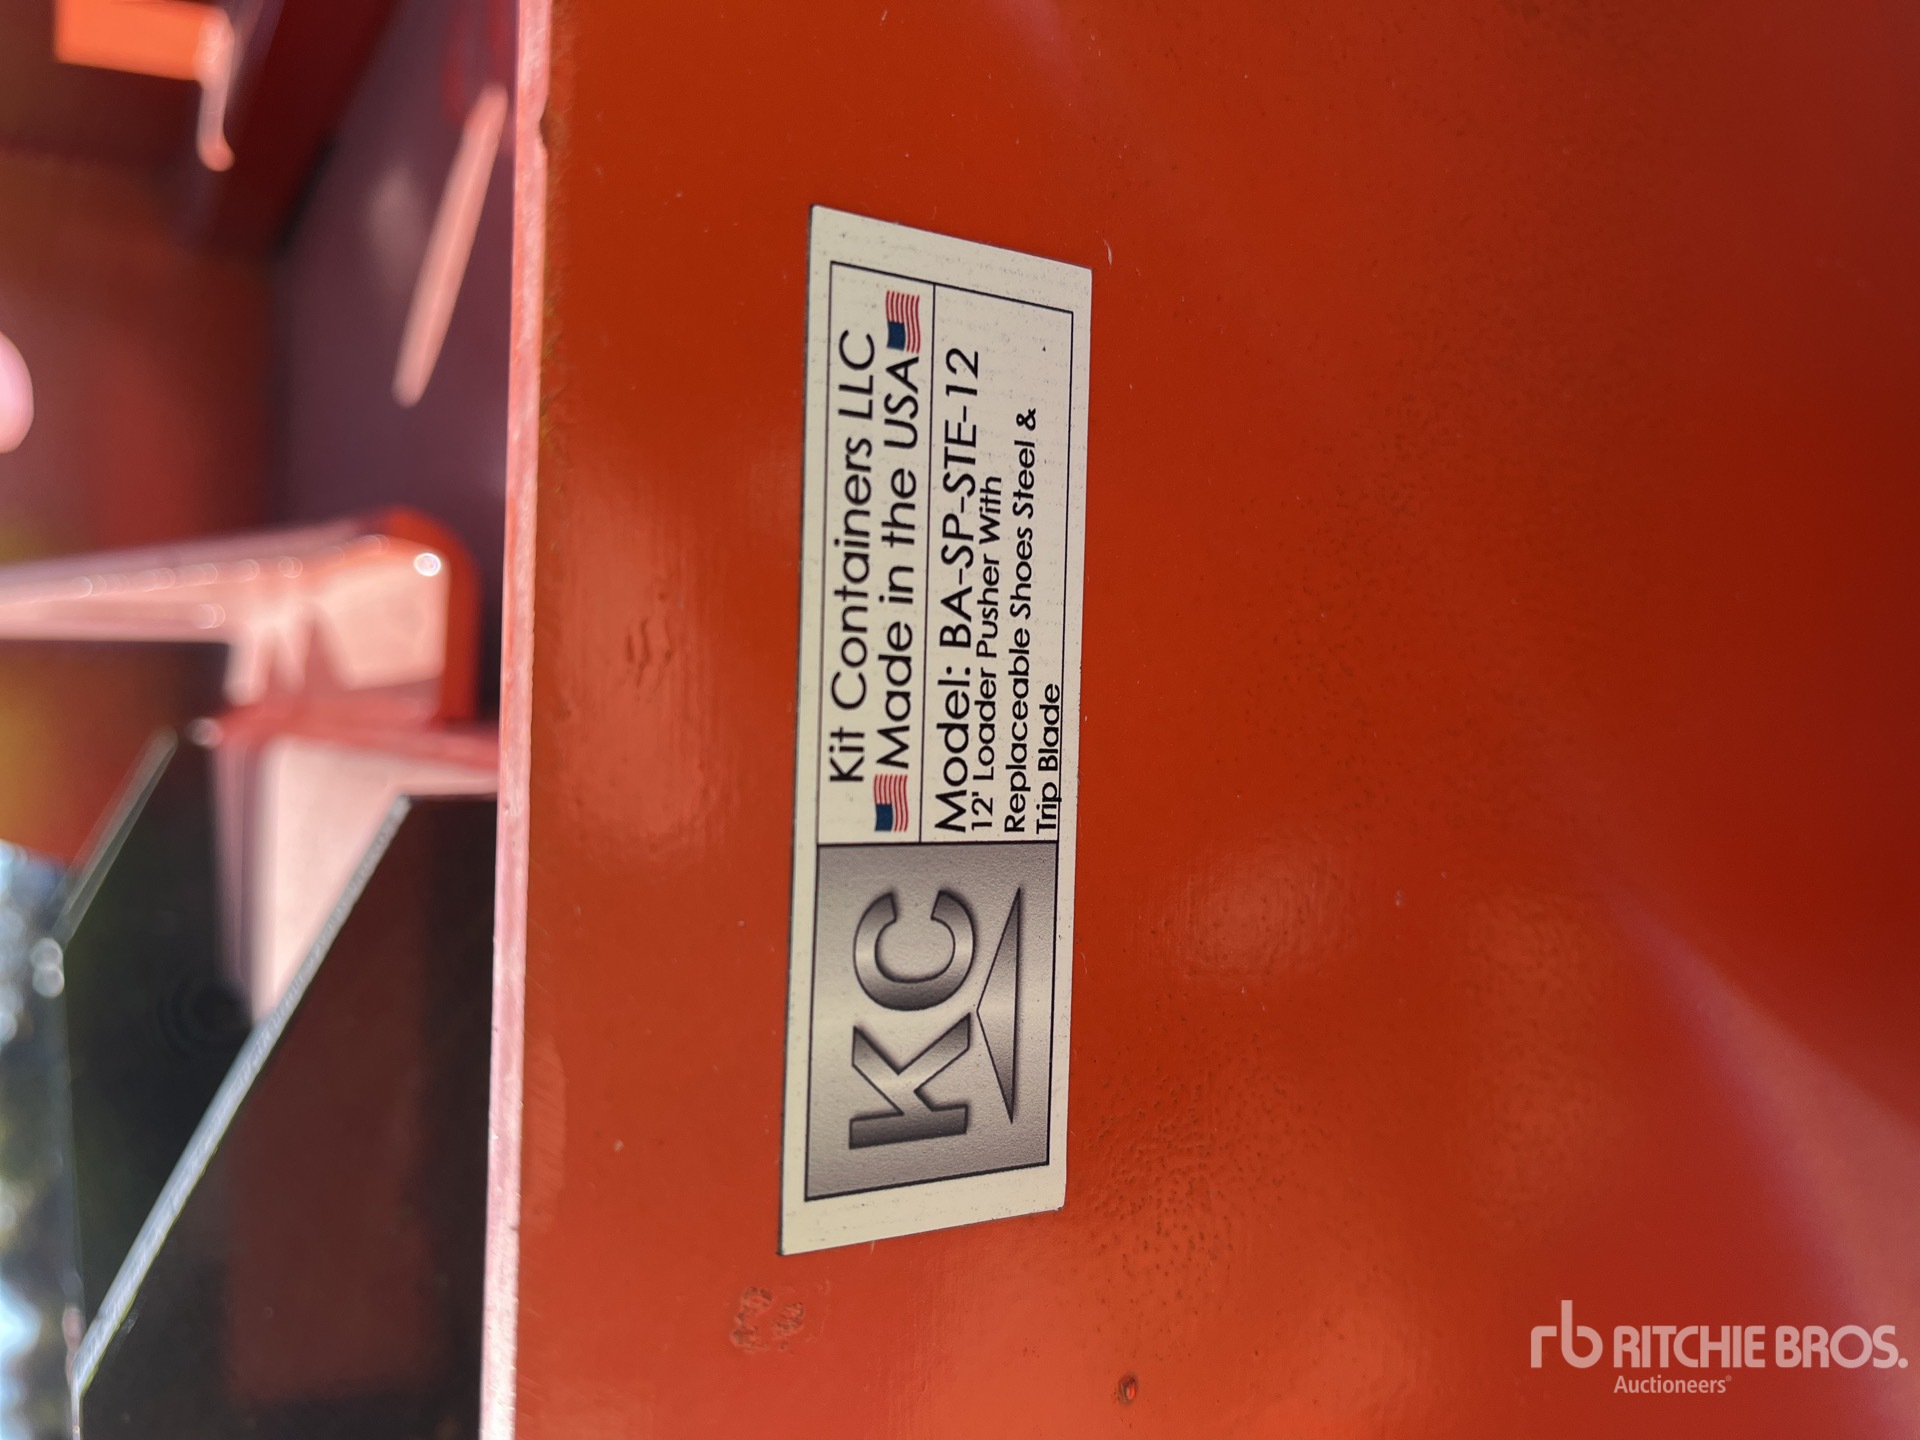 KC
Kit Containers LLC
Made in the USA
Model: BA-SP-STE-12
12' Loader Pusher With
Replaceable Shoes Steel &
Trip Blade
rb RITCHIE BROS.
Auctioneers®